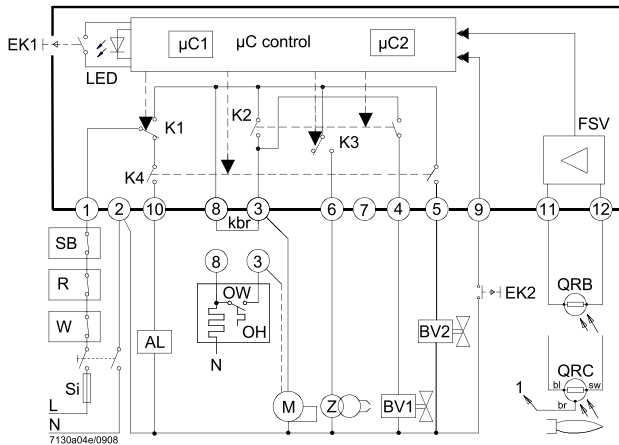 EK1
LED
µC1
µC control
µC2
FSV
K1
K2
K3
K4
1
2
10
8
3
6
7
4
5
9
11
12
kbr
SB
R
W
Si
L
N
AL
8
3
OW
OH
N
M
Z
BV1
BV2
EK2
QRB
QRC
1
bl
sw
br
7130a04e/0908